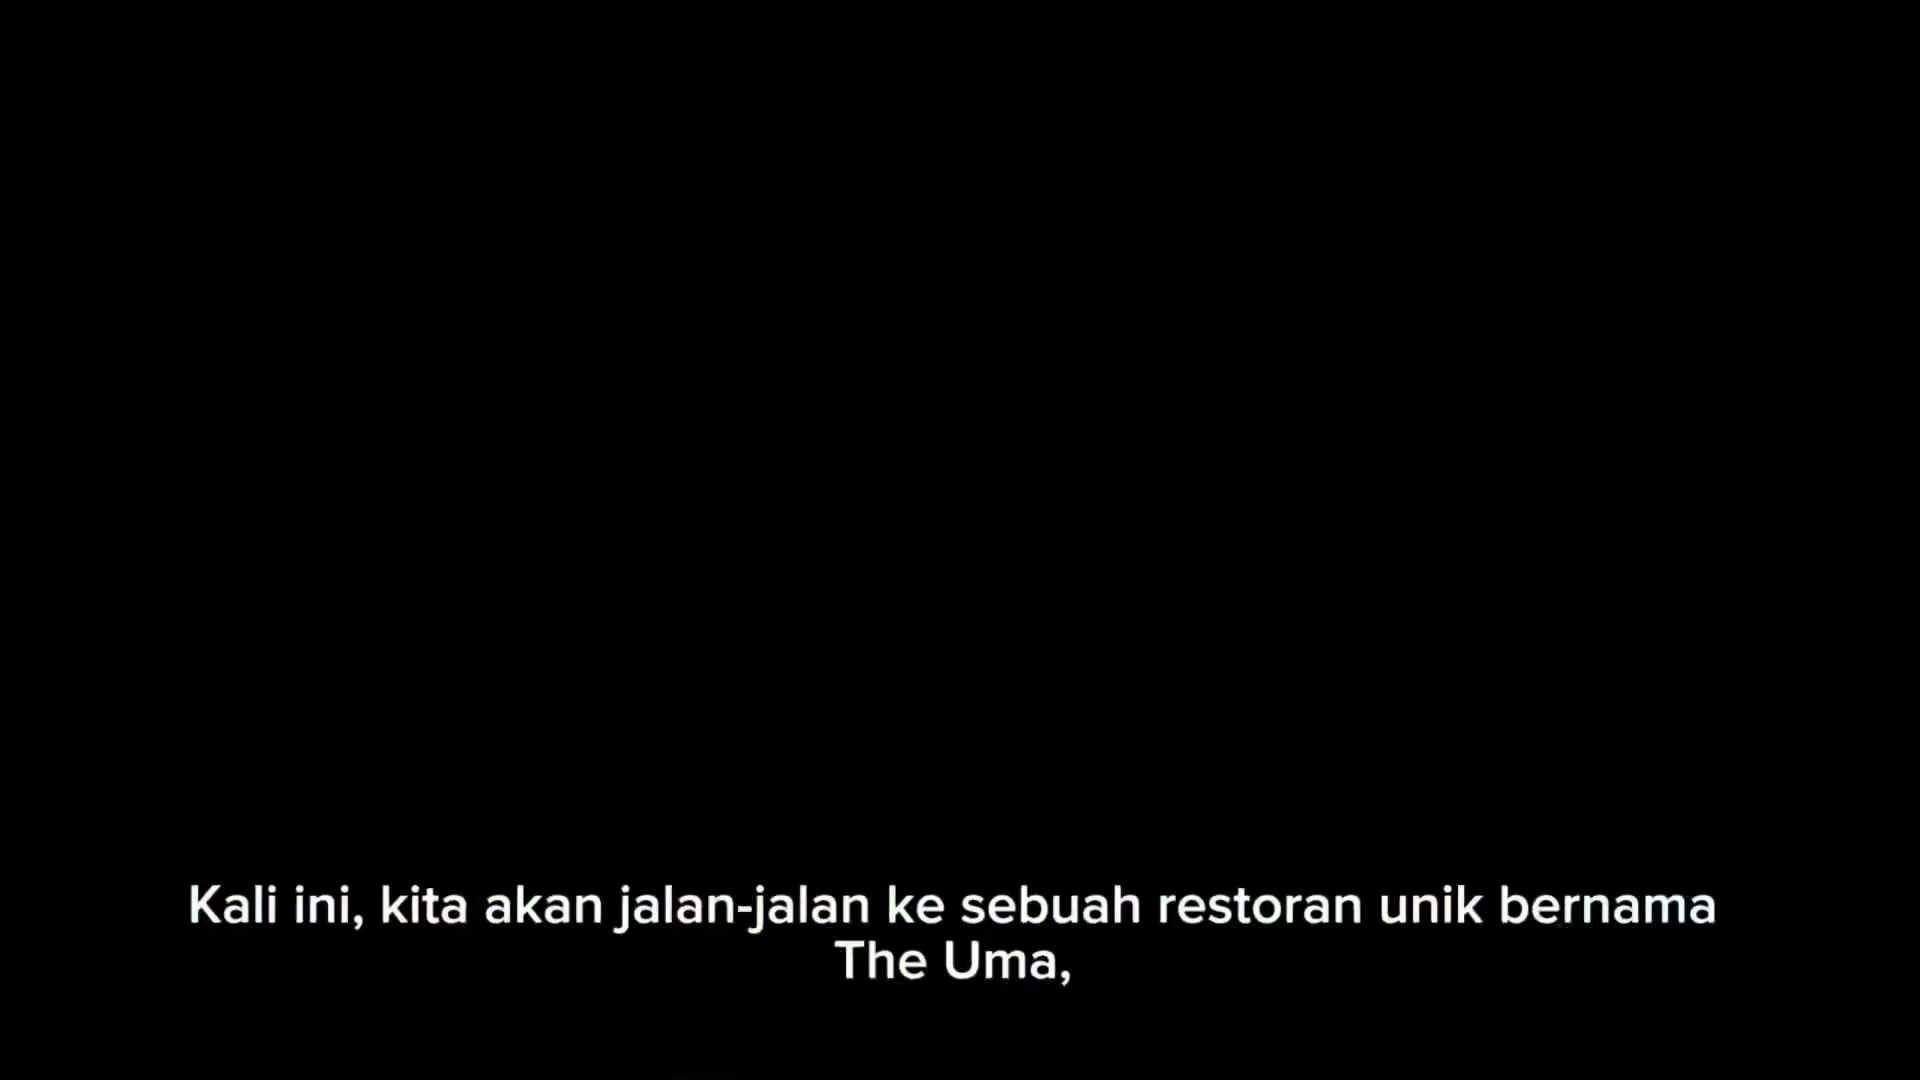 Kali ini, kita akan jalan-jalan ke sebuah restoran unik bernama
The Uma,